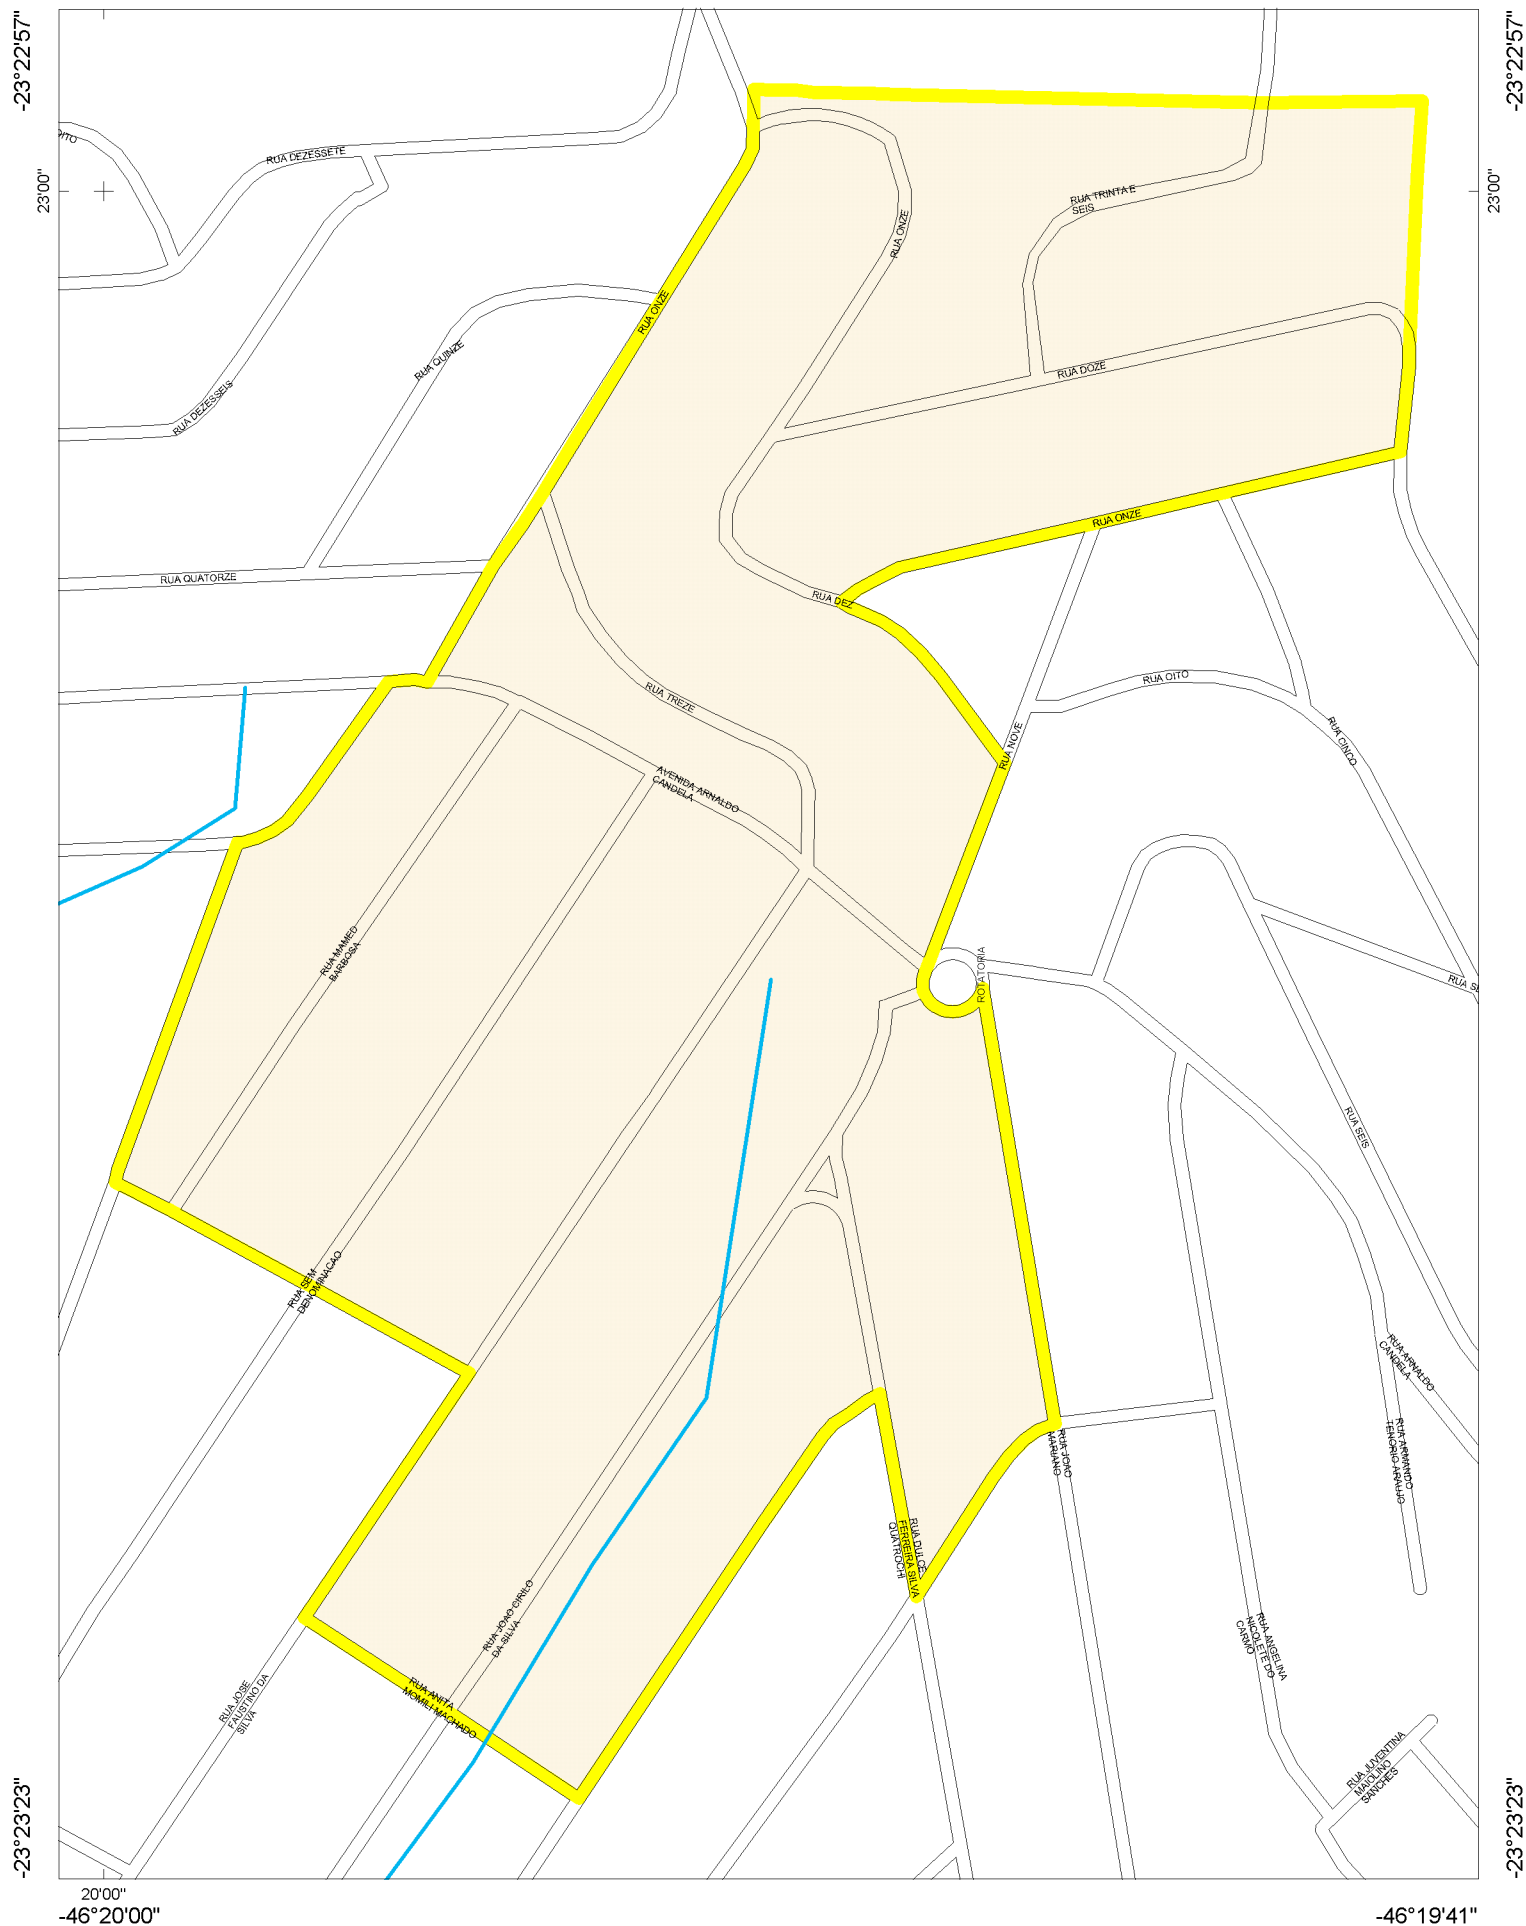 -23°22'57"
-23°22'57"
OITO
RUA DEZESSETE
23'00"
23'00"
RUA TRINTA E
SEIS
RUA ONZE
RUA ONZE
RUA QUINZE
RUA DOZE
RUA DEZESSEIS
RUA ONZE
RUA QUATORZE
RUA DEZ
RUA TREZE
RUA OITO
RUA NOVE
RUA CINCO
AVENIDA ARNALDO
CANDELA
RUA MAMED
BARBOSA
ROTATORIA
RUA SE
RUA SEIS
RUA SEM
DENOMINACAO
RUA ARNALDO
CANDELA
RUA JOAO
MARIANO
RUA ARMANDO
TENORIO ARAUJO
RUA DULCE
FERREIRA SILVA
QUATROCHI
RUA JOAO CIRILO
DA SILVA
RUA ANGELINA
NICOLETE DO
CARMO
RUA JOSE
FAUSTINO DA
SILVA
RUA ANITA
MOMILI MACHADO
RUA JUVENTINA
MAIOLINO
SANCHES
-23°23'23"
-23°23'23"
20'00"
-46°20'00"
-46°19'41"